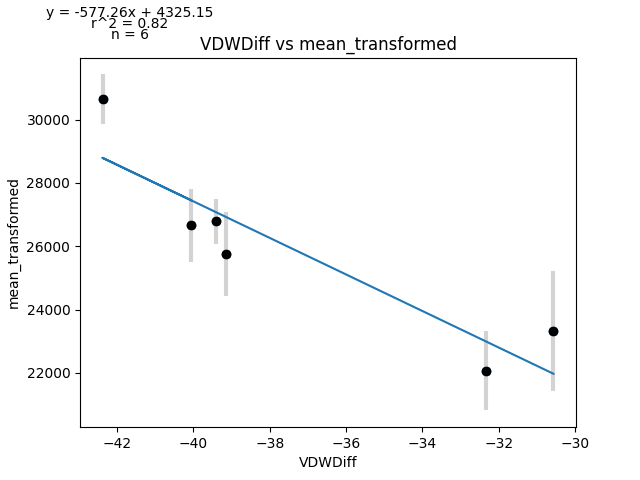 y = -577.26x + 4325.15
r^2 = 0.82
n = 6
VDWDiff vs mean_transformed
mean_transformed
30000
28000
26000
24000
22000
−42
−40
−38
−36
−34
−32
−30
VDWDiff